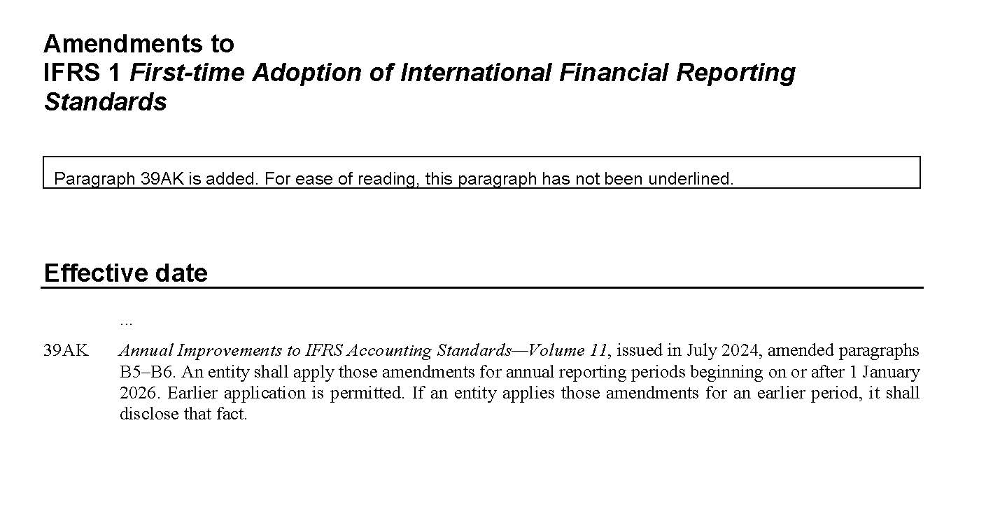 Amendments to
IFRS 1 First-time Adoption of International Financial Reporting
Standards
Paragraph 39AK is added. For ease of reading, this paragraph has not been underlined.
Effective date
...
39AK Annual Improvements to IFRS Accounting Standards—Volume 11, issued in July 2024, amended paragraphs
B5–B6. An entity shall apply those amendments for annual reporting periods beginning on or after 1 January
2026. Earlier application is permitted. If an entity applies those amendments for an earlier period, it shall
disclose that fact.